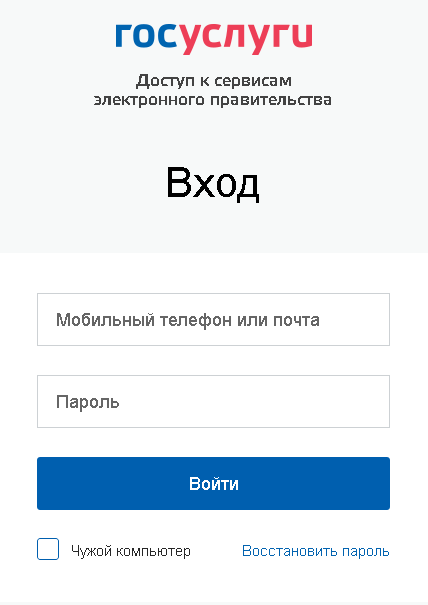 госуслуги
Доступ к сервисам
электронного правительства
Вход
Мобильный телефон или почта
Пароль
Войти
Чужой компьютер
Восстановить пароль